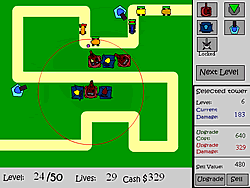 Locked
Next Level
Selected tower
Level: 6
Current
Damage: 183
Upgrade
Cost: 640
Upgrade
Damage: 329
Sell Value: 480
Upgrade Sell
Level: 24/50 Lives: 29 Cash $329